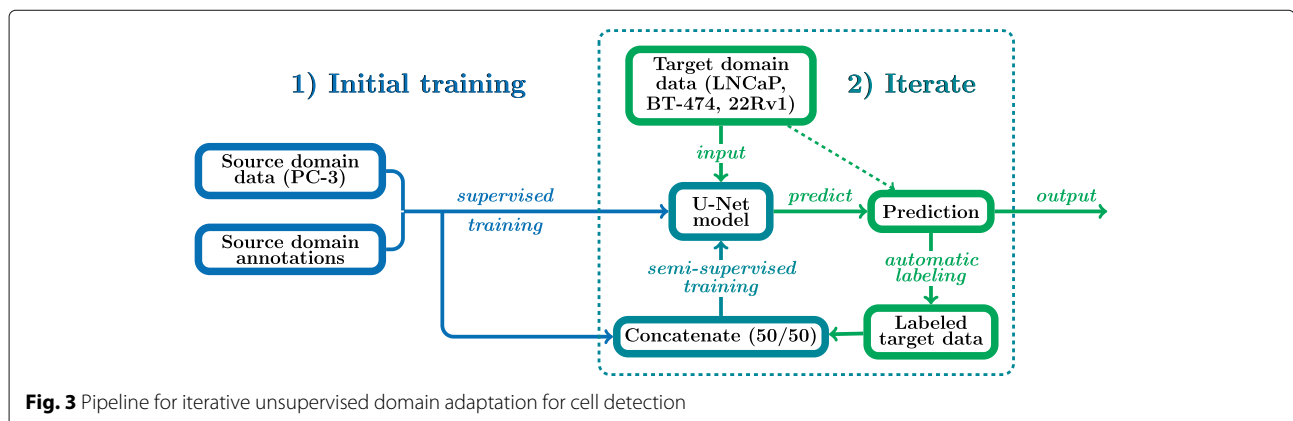 1) Initial training
Target domain
data (LNCaP,
BT-474, 22Rv1)
2) Iterate
Source domain
data (PC-3)
Source domain
annotations
supervised
training
input
U-Net
model
predict
Prediction
output
semi-supervised
training
automatic
labeling
Concatenate (50/50)
Labeled
target data
Fig. 3 Pipeline for iterative unsupervised domain adaptation for cell detection